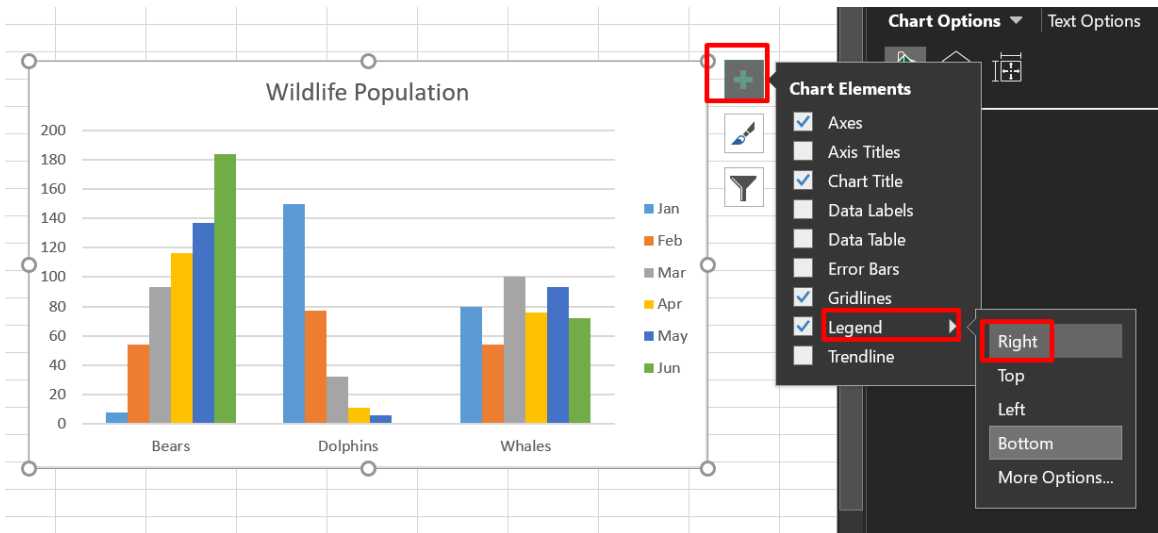 Chart Options
Text Options
Wildlife Population
200
180
160
140
120
100
80
60
40
20
0
Bears
Dolphins
Whales
Jan
Feb
Mar
Apr
May
Jun
Chart Elements
Axes
Axis Titles
Chart Title
Data Labels
Data Table
Error Bars
Gridlines
Legend
Trendline
Right
Top
Left
Bottom
More Options...